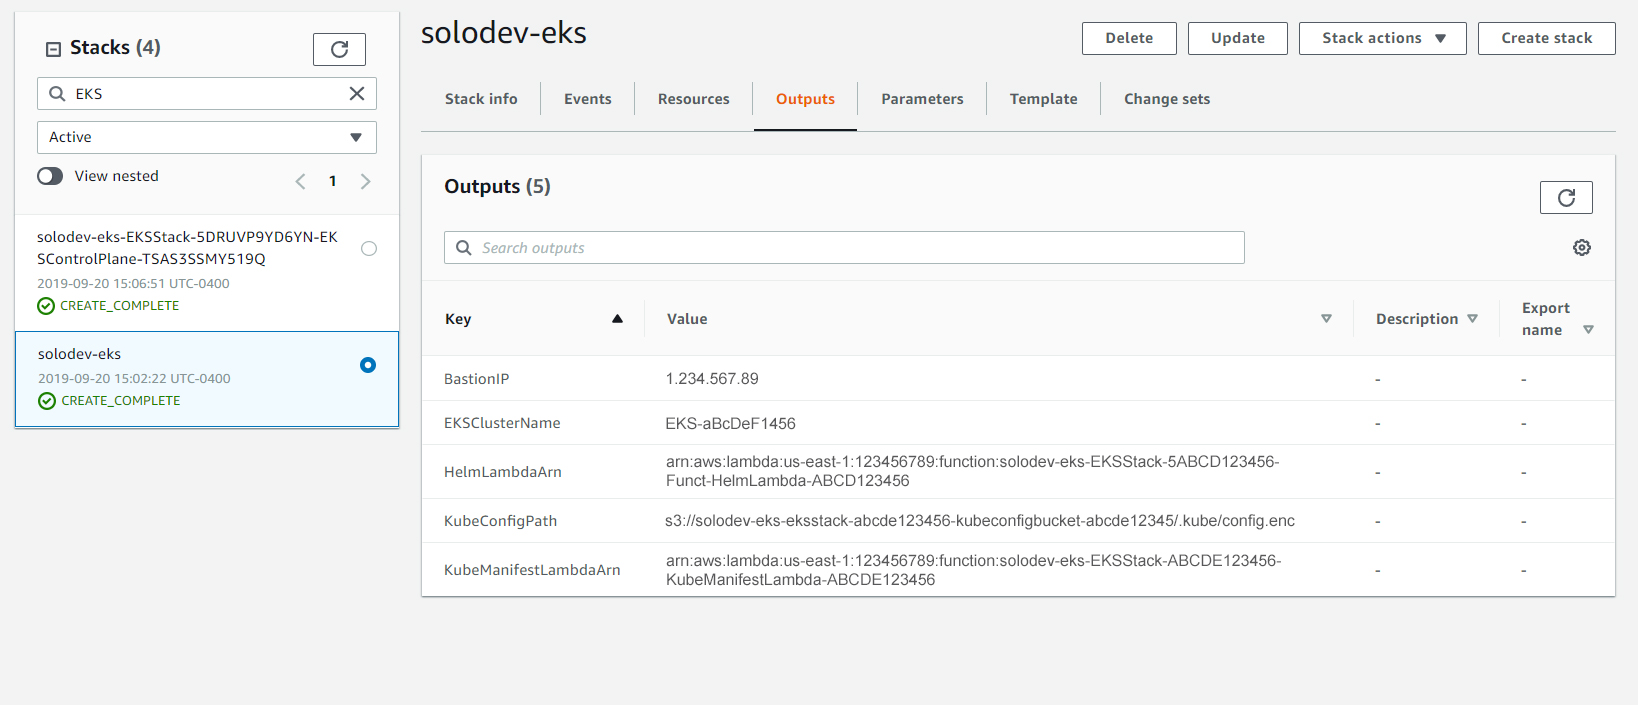 Stacks (4)
EKS
Active
View nested
1
solodev-eks-EKSStack-5DRUVP9YD6YN-EK
SControlPlane-TSAS3SSMY519Q
2019-09-20 15:06:51 UTC-0400
CREATE_COMPLETE
solodev-eks
2019-09-20 15:02:22 UTC-0400
CREATE_COMPLETE
solodev-eks
Delete
Update
Stack actions
Create stack
Stack info
Events
Resources
Outputs
Parameters
Template
Change sets
Outputs (5)
Search outputs
Key
Value
Description
Export
name
BastionIP
1.234.567.89
-
-
EKSClusterName
EKS-aBcDeF1456
-
-
HelmLambdaArn
arn:aws:lambda:us-east-1:123456789:function:solodev-eks-EKSStack-5ABCD123456-
Funct-HelmLambda-ABCD123456
-
-
KubeConfigPath
s3://solodev-eks-eksstack-abcde123456-kubeconfigbucket-abcde12345/.kube/config.enc
-
-
KubeManifestLambdaArn
arn:aws:lambda:us-east-1:123456789:function:solodev-eks-EKSStack-ABCDE123456-
KubeManifestLambda-ABCDE123456
-
-